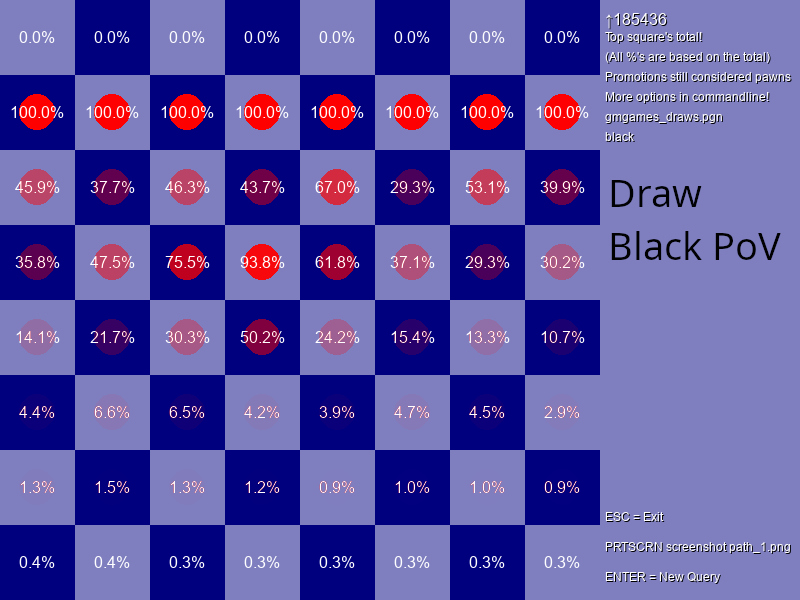 0.0% 0.0% 0.0% 0.0% 0.0% 0.0% 0.0% 0.0%
100.0% 100.0% 100.0% 100.0% 100.0% 100.0% 100.0% 100.0%
45.9% 37.7% 46.3% 43.7% 67.0% 29.3% 53.1% 39.9%
35.8% 47.5% 75.5% 93.8% 61.8% 37.1% 29.3% 30.2%
14.1% 21.7% 30.3% 50.2% 24.2% 15.4% 13.3% 10.7%
4.4% 6.6% 6.5% 4.2% 3.9% 4.7% 4.5% 2.9%
1.3% 1.5% 1.3% 1.2% 0.9% 1.0% 1.0% 0.9%
0.4% 0.4% 0.3% 0.3% 0.3% 0.3% 0.3% 0.3%
↑185436
Top square's total!
(All %'s are based on the total)
Promotions still considered pawns
More options in commandline!
gmgames_draws.pgn
black
Draw
Black PoV
ESC = Exit
PRTSCRN screenshot path_1.png
ENTER = New Query